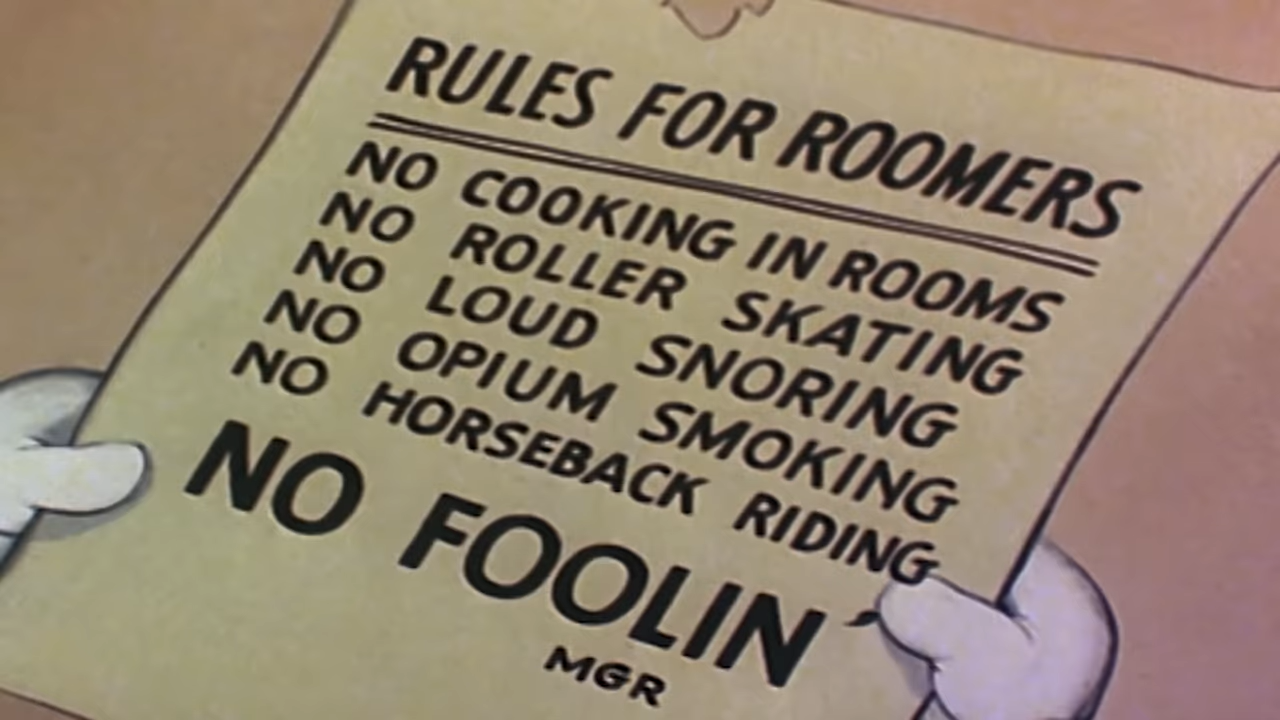 RULES FOR ROOMERS
NO COOKING IN ROOMS
NO ROLLER SKATING
NO LOUD SNORING
NO OPIUM SMOKING
NO HORSEBACK RIDING
NO FOOLIN'
MGR